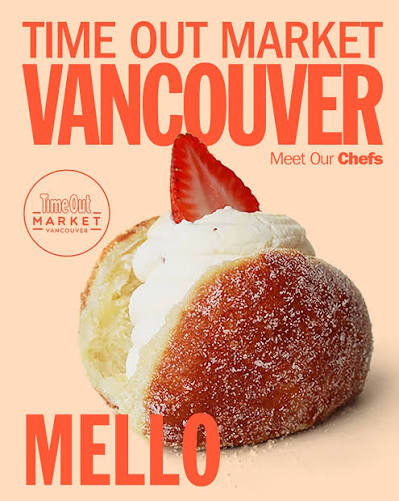 TIME OUT MARKET
VANCOUVER
Meet Our Chefs
Time Out
MARKET
VANCOUVER
MELLO